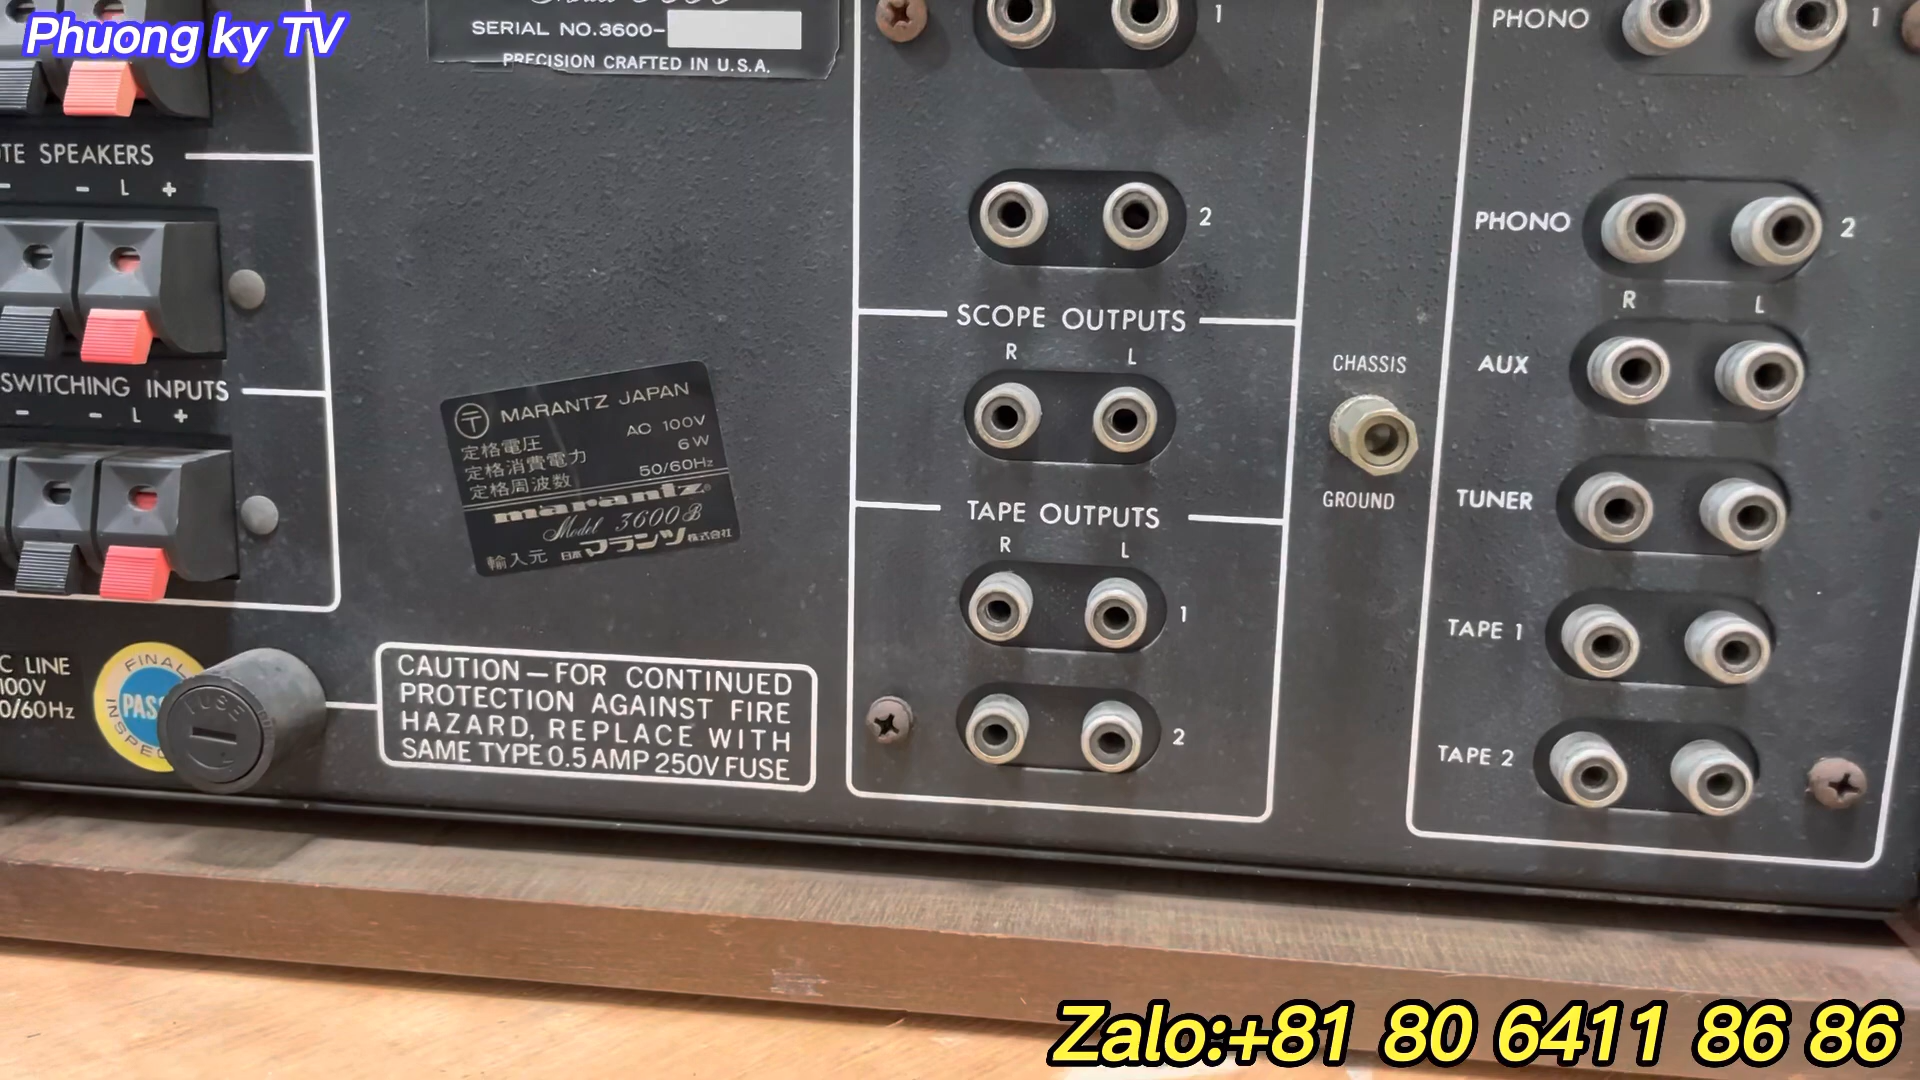 Phuong ky TV
SERIAL NO.3600-
PRECISION CRAFTED IN U.S.A.
TE SPEAKERS
- - L +
SWITCHING INPUTS
- - L +
C LINE
100V
0/60Hz
FINAL
PASS
INSPEC
FUSE
MARANTZ JAPAN
定格電圧 AC 100V
定格消費電力 6W
定格周波数 50/60Hz
marantz
Model 3600B
輸入元 日本マランツ株式会社
CAUTION—FOR CONTINUED
PROTECTION AGAINST FIRE
HAZARD, REPLACE WITH
SAME TYPE 0.5 AMP 250V FUSE
1
2
SCOPE OUTPUTS
R L
TAPE OUTPUTS
R L
1
2
CHASSIS
GROUND
PHONO 1
PHONO 2
R L
AUX
TUNER
TAPE 1
TAPE 2
Zalo:+81 80 6411 86 86